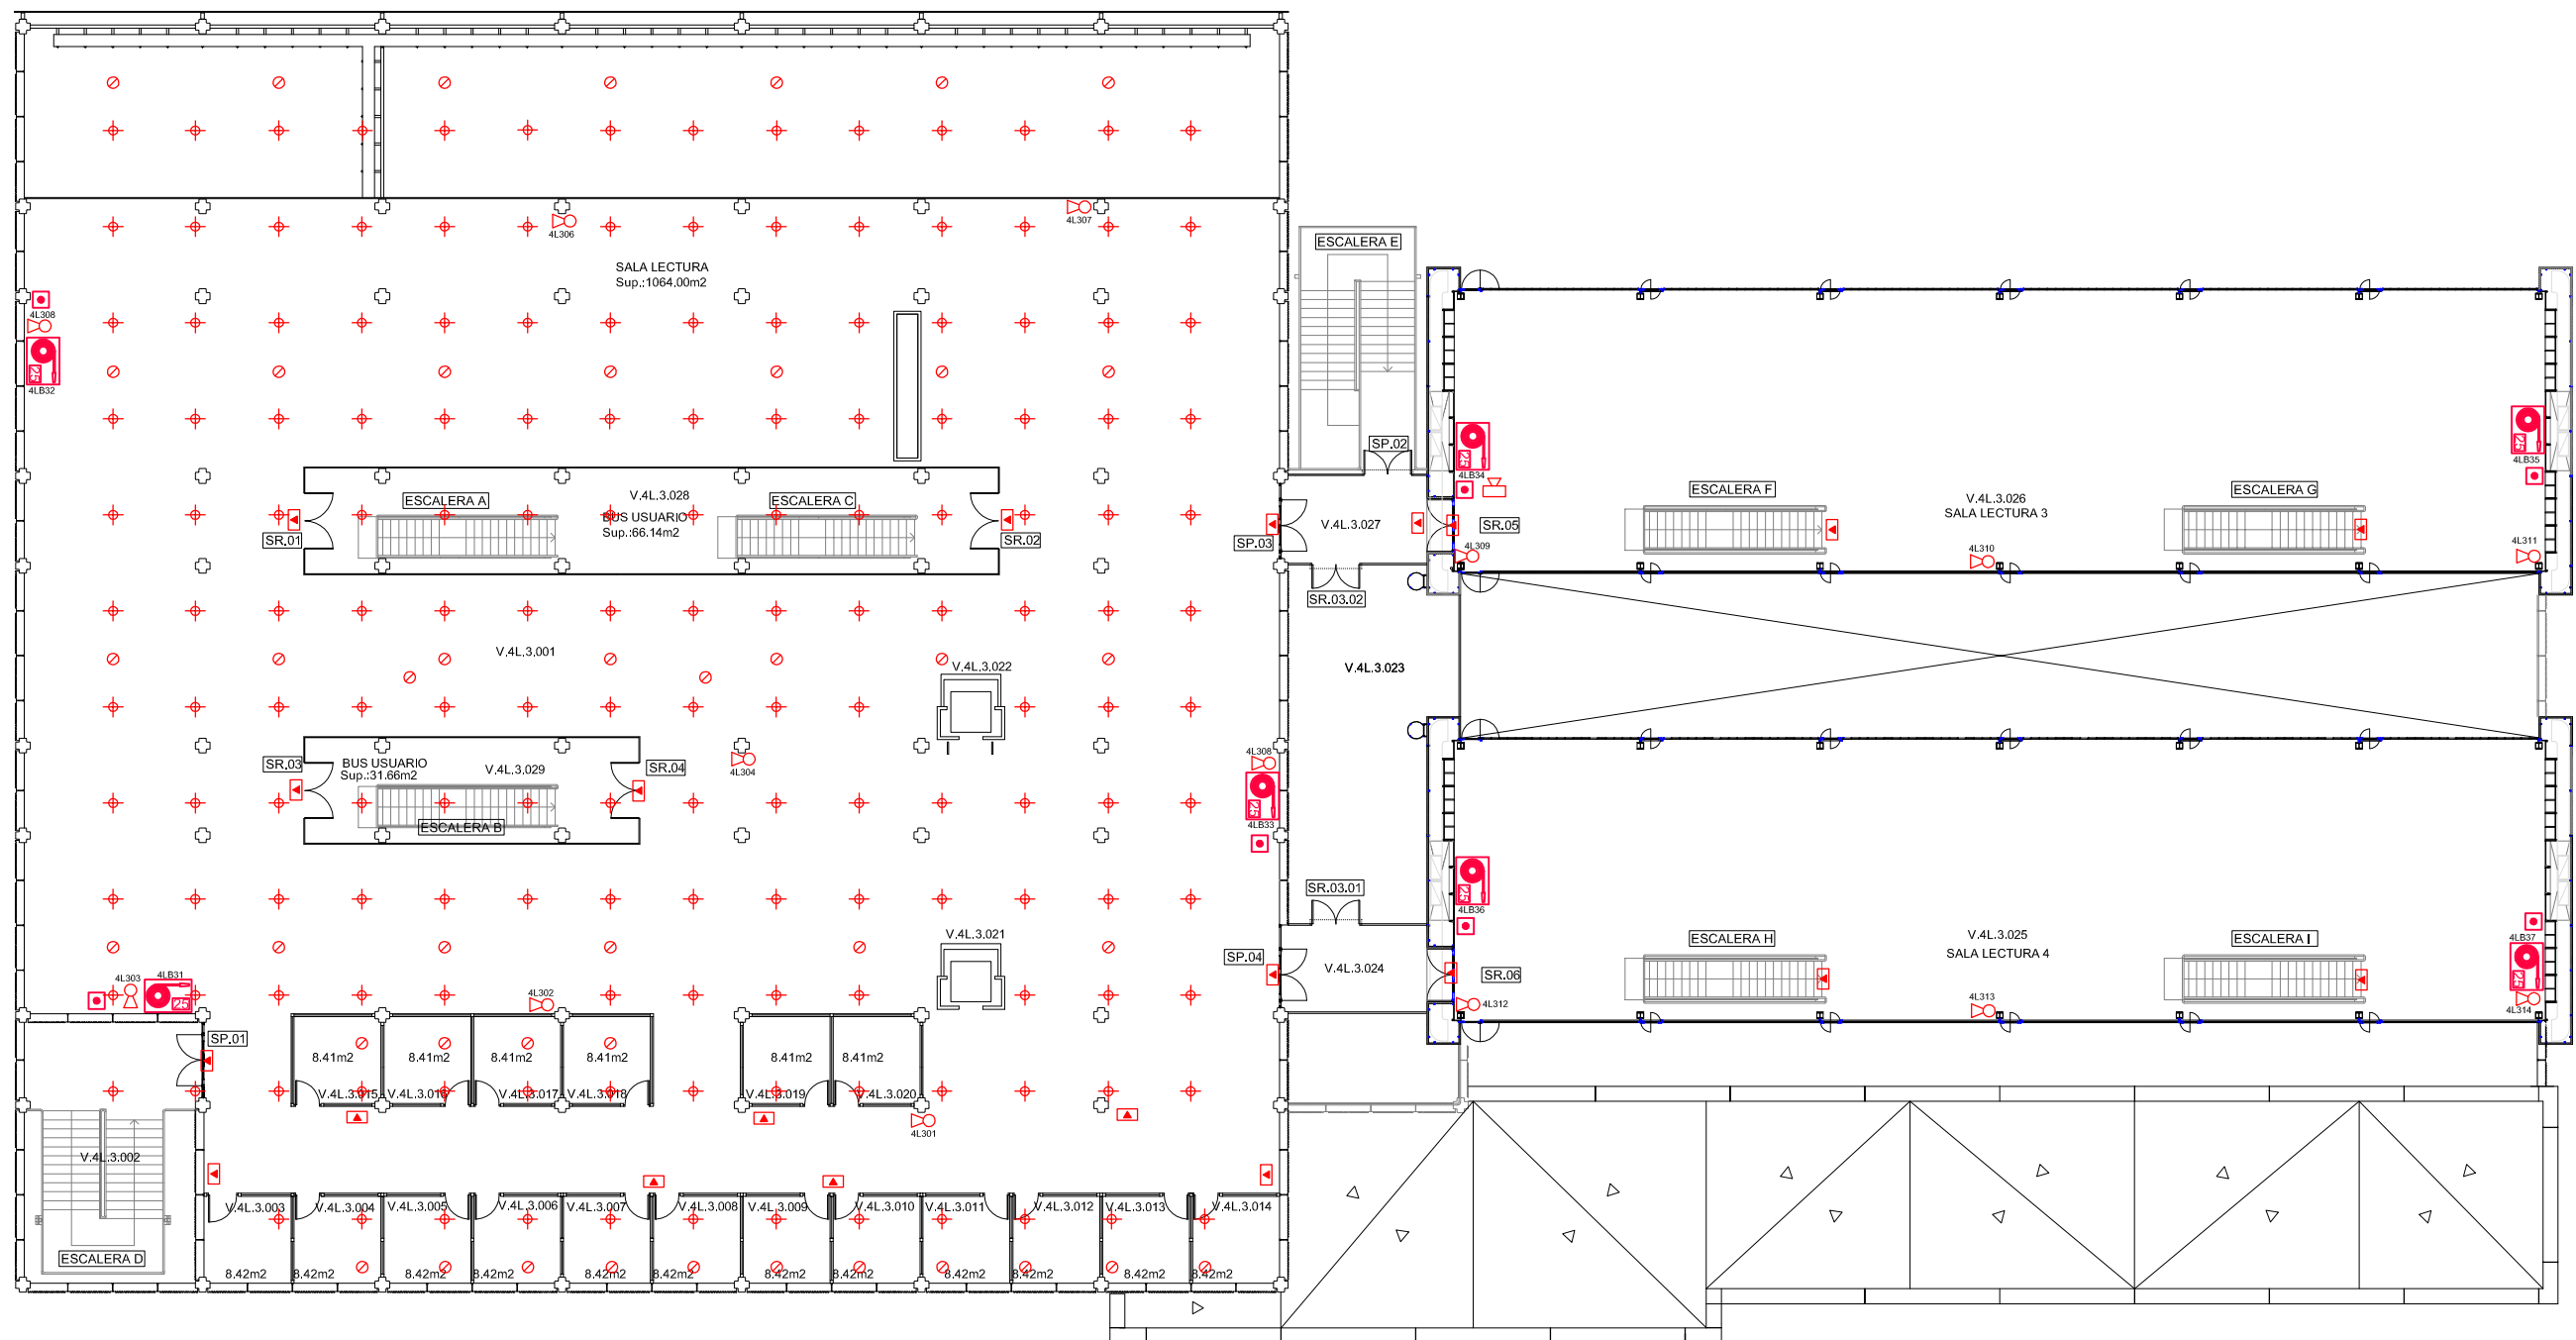 4L306
4L307
SALA LECTURA
Sup.:1064.00m2
ESCALERA E
4L308
25
4LB32
SP.02
25
4LB34
25
4LB35
ESCALERA A
V.4L.3.028
ESCALERA C
BUS USUARIO
Sup.:66.14m2
SR.01
SR.02
SP.03
V.4L.3.027
SR.05
ESCALERA F
V.4L.3.026
SALA LECTURA 3
ESCALERA G
4L309
4L310
4L311
SR.03.02
V.4L.3.001
V.4L.3.022
V.4L.3.023
SR.03
BUS USUARIO
Sup.:31.66m2
V.4L.3.029
SR.04
4L304
4L308
25
4LB33
ESCALERA B
25
4LB36
SR.03.01
V.4L.3.021
SP.04
V.4L.3.024
SR.06
ESCALERA H
V.4L.3.025
SALA LECTURA 4
ESCALERA I
4LB37
25
4L303
4LB31
25
4L302
4L312
4L313
4L314
SP.01
8.41m2
8.41m2
8.41m2
8.41m2
8.41m2
8.41m2
V.4L.3.015
V.4L.3.016
V.4L.3.017
V.4L.3.018
V.4L.3.019
V.4L.3.020
4L301
V.4L.3.002
V.4L.3.003
V.4L.3.004
V.4L.3.005
V.4L.3.006
V.4L.3.007
V.4L.3.008
V.4L.3.009
V.4L.3.010
V.4L.3.011
V.4L.3.012
V.4L.3.013
V.4L.3.014
ESCALERA D
8.42m2
8.42m2
8.42m2
8.42m2
8.42m2
8.42m2
8.42m2
8.42m2
8.42m2
8.42m2
8.42m2
8.42m2